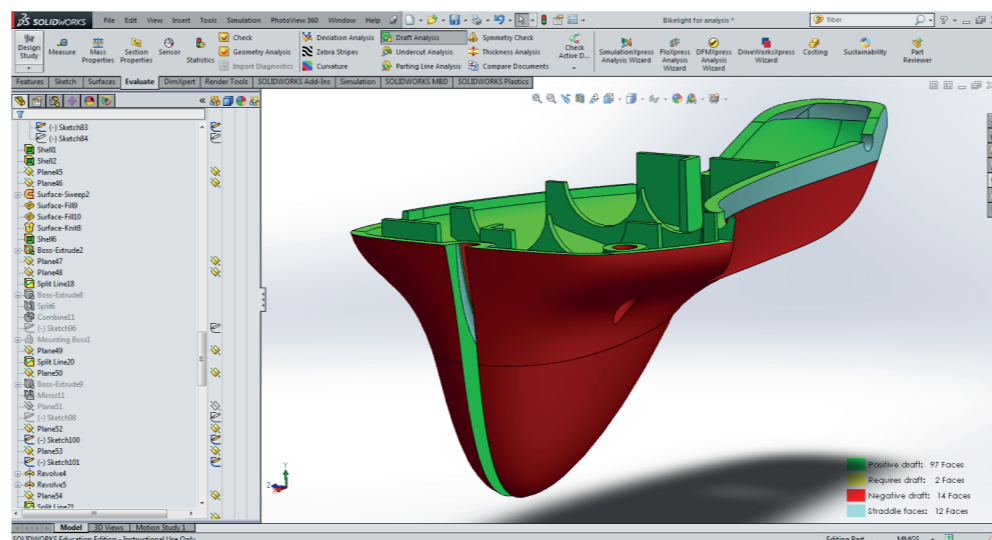 SOLIDWORKS File Edit View Insert Tools Simulation PhotoView 360 Window Help Bikelight for analysis * fiber
Design Study
Measure
Mass Properties
Section Properties
Sensor
Statistics
Check
Geometry Analysis
Import Diagnostics
Deviation Analysis
Zebra Stripes
Curvature
Draft Analysis
Undercut Analysis
Parting Line Analysis
Symmetry Check
Thickness Analysis
Compare Documents
Check Active D...
SimulationXpress Analysis Wizard
FloXpress Analysis Wizard
DFMXpress Analysis Wizard
DriveWorksXpress Wizard
Costing
Sustainability
Part Reviewer
Features Sketch Surfaces Evaluate DimXpert Render Tools SOLIDWORKS Add-Ins Simulation SOLIDWORKS MBD SOLIDWORKS Plastics
(-) Sketch83
(-) Sketch84
Shell1
Shell2
Plane45
Plane46
Surface-Sweep2
Surface-Fill9
Surface-Fill10
Surface-Knit8
Shell6
Boss-Extrude2
Plane47
Plane48
Split Line18
Boss-Extrude8
Split6
Combine11
(-) Sketch96
Mounting Boss1
Plane49
Split Line20
Plane50
Boss-Extrude9
Mirror11
Plane51
(-) Sketch98
Plane52
(-) Sketch100
Plane53
(-) Sketch101
Revolve4
Revolve5
Plane54
Split Line21
Y
Z
Positive draft: 97 Faces
Requires draft: 2 Faces
Negative draft: 14 Faces
Straddle faces: 12 Faces
Model 3D Views Motion Study 1
SOLIDWORKS Education Edition - Instructional Use Only Editing Part MMGS